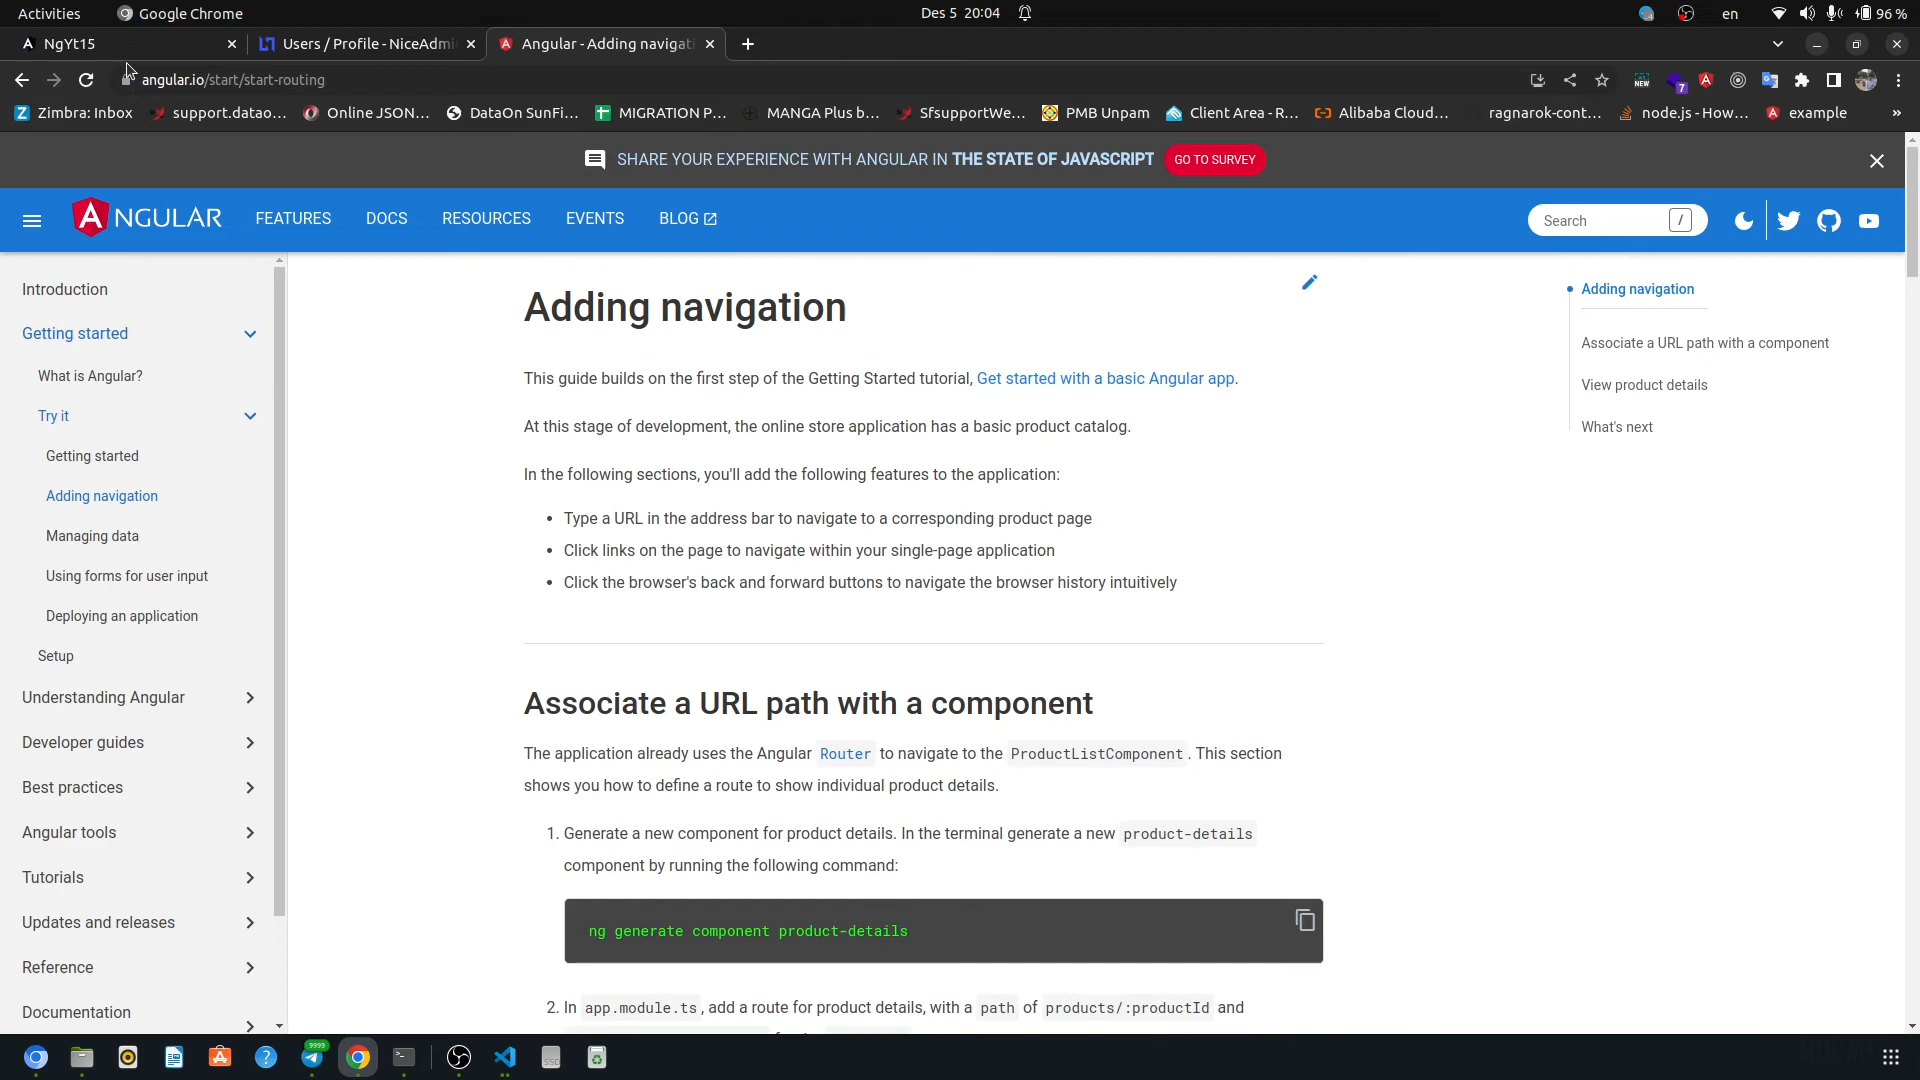 Activities
Google Chrome
Des 5 20:04
en
96 %
NgYt15
Users / Profile - NiceAdmi
Angular - Adding navigati
angular.io/start/start-routing
7
Zimbra: Inbox
support.datao...
Online JSON...
DataOn SunFi...
MIGRATION P...
MANGA Plus b...
SfsupportWe...
PMB Unpam
Client Area - R...
Alibaba Cloud...
ragnarok-cont...
node.js - How...
example
»
SHARE YOUR EXPERIENCE WITH ANGULAR IN THE STATE OF JAVASCRIPT
GO TO SURVEY
ANGULAR
FEATURES
DOCS
RESOURCES
EVENTS
BLOG
Search
/
Introduction
Getting started
What is Angular?
Try it
Getting started
Adding navigation
Managing data
Using forms for user input
Deploying an application
Setup
Understanding Angular
Developer guides
Best practices
Angular tools
Tutorials
Updates and releases
Reference
Documentation
Adding navigation
This guide builds on the first step of the Getting Started tutorial, Get started with a basic Angular app.
At this stage of development, the online store application has a basic product catalog.
In the following sections, you'll add the following features to the application:
• Type a URL in the address bar to navigate to a corresponding product page
• Click links on the page to navigate within your single-page application
• Click the browser's back and forward buttons to navigate the browser history intuitively
Associate a URL path with a component
The application already uses the Angular Router to navigate to the ProductListComponent. This section
shows you how to define a route to show individual product details.
1. Generate a new component for product details. In the terminal generate a new product-details
component by running the following command:
ng generate component product-details
2. In app.module.ts, add a route for product details, with a path of products/:productId and
Adding navigation
Associate a URL path with a component
View product details
What's next
9999